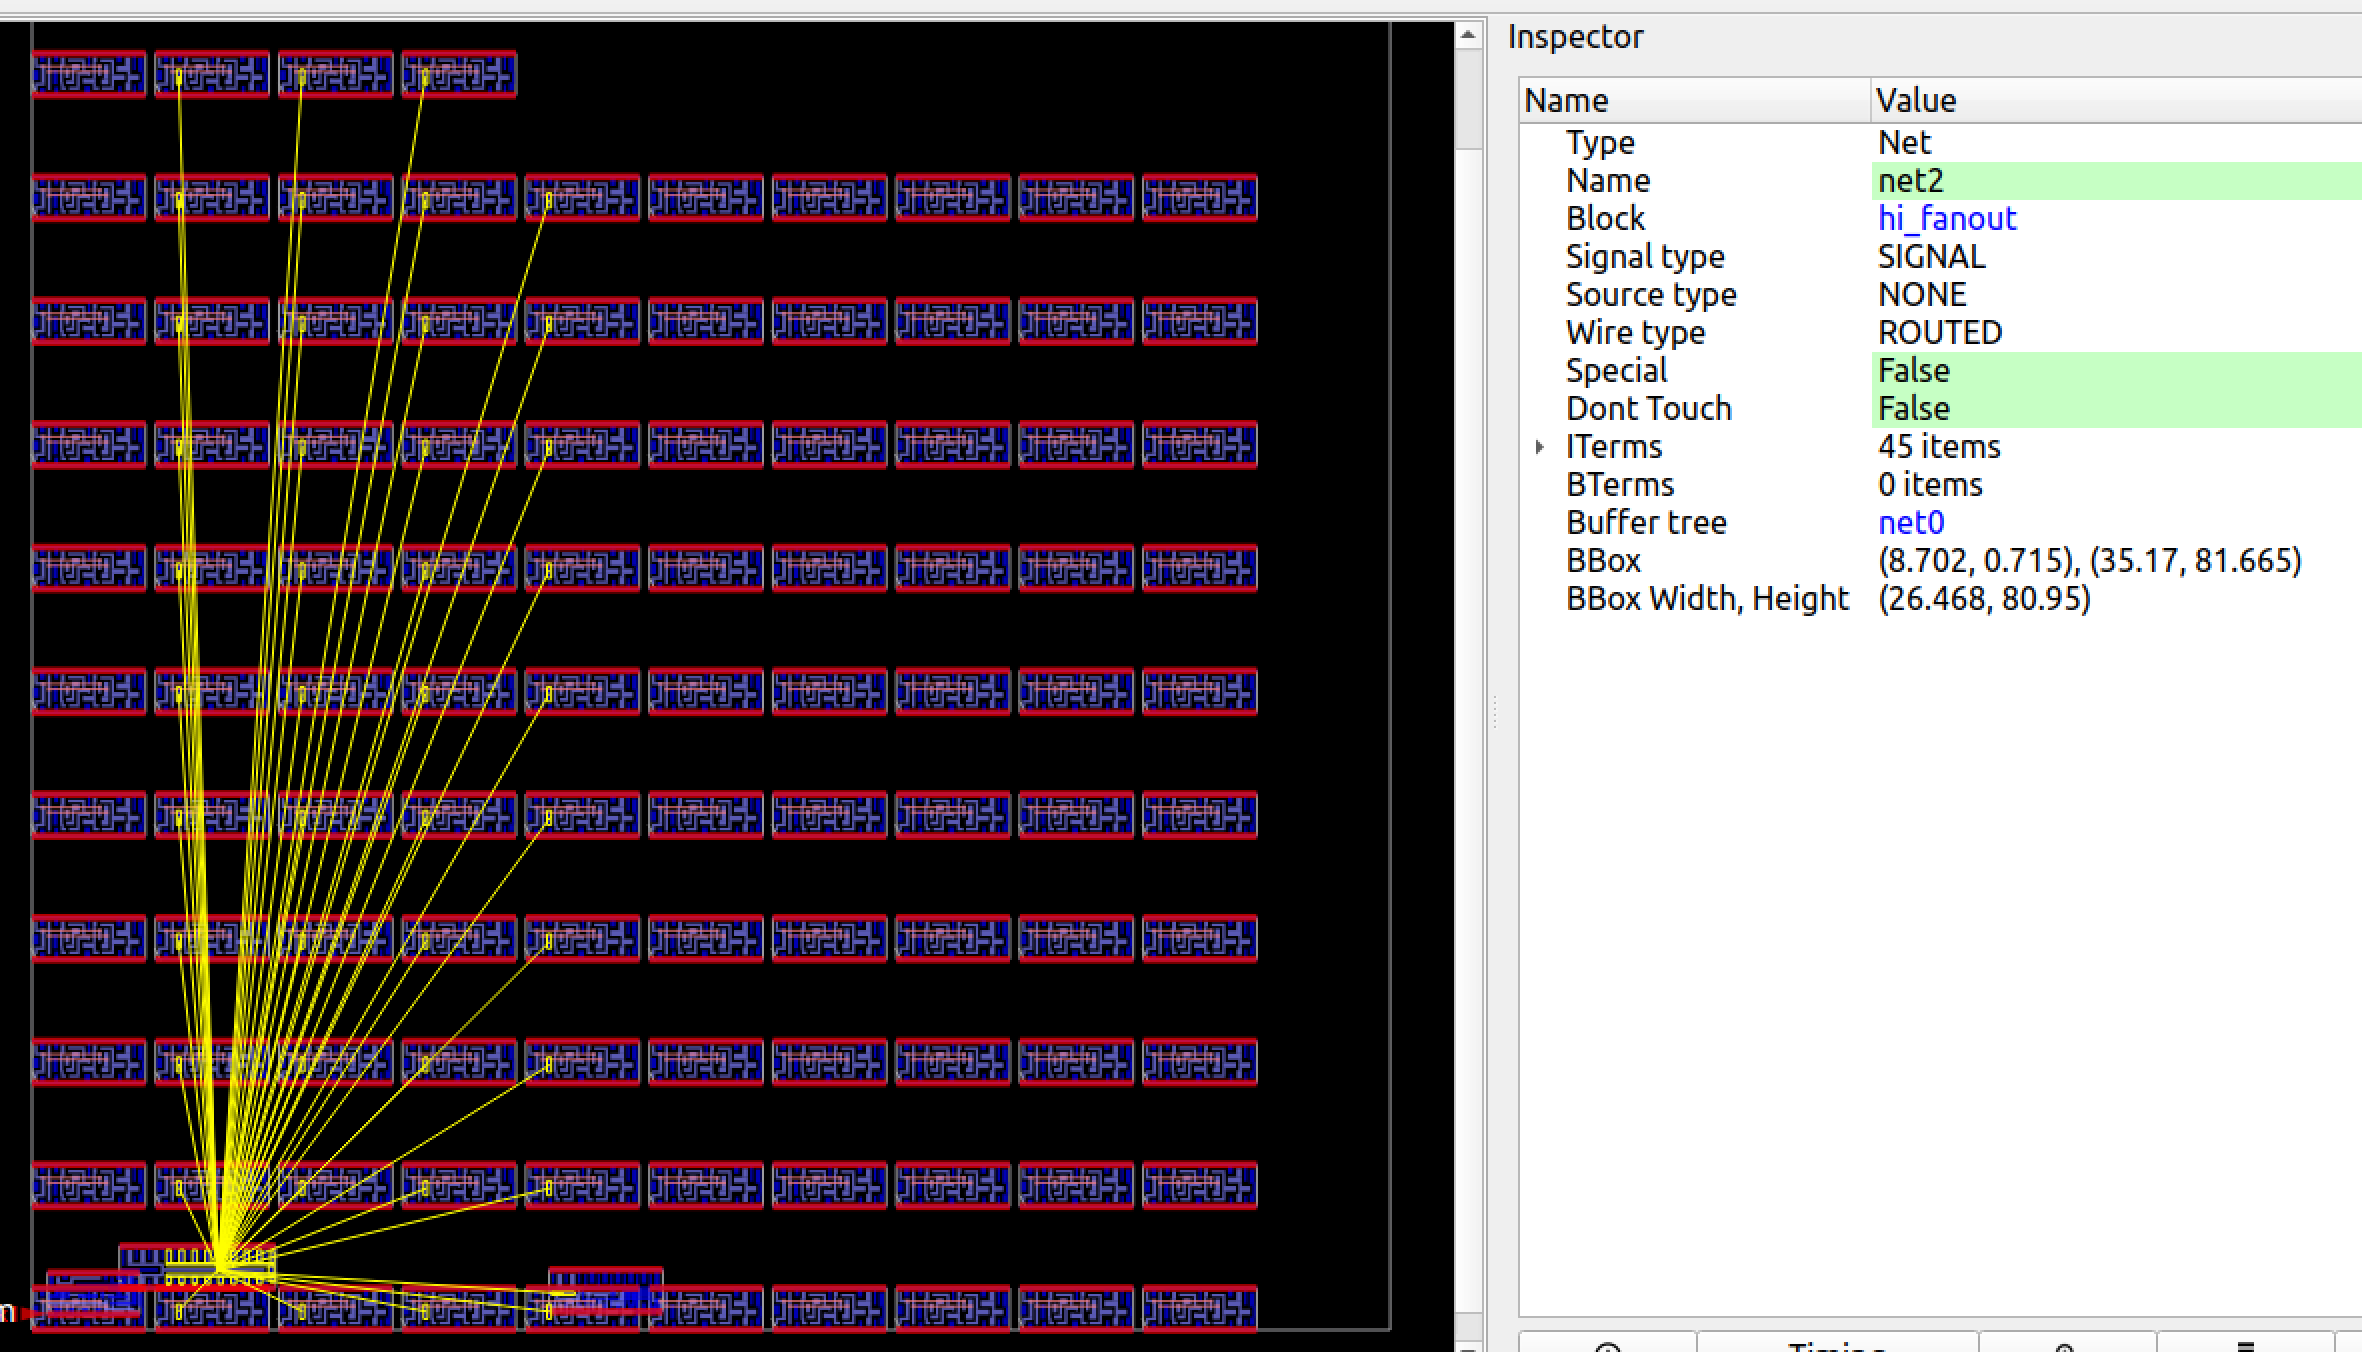 Inspector
Name Value
Type Net
Name net2
Block hi_fanout
Signal type SIGNAL
Source type NONE
Wire type ROUTED
Special False
Dont Touch False
ITerms 45 items
BTerms 0 items
Buffer tree net0
BBox (8.702, 0.715), (35.17, 81.665)
BBox Width, Height (26.468, 80.95)